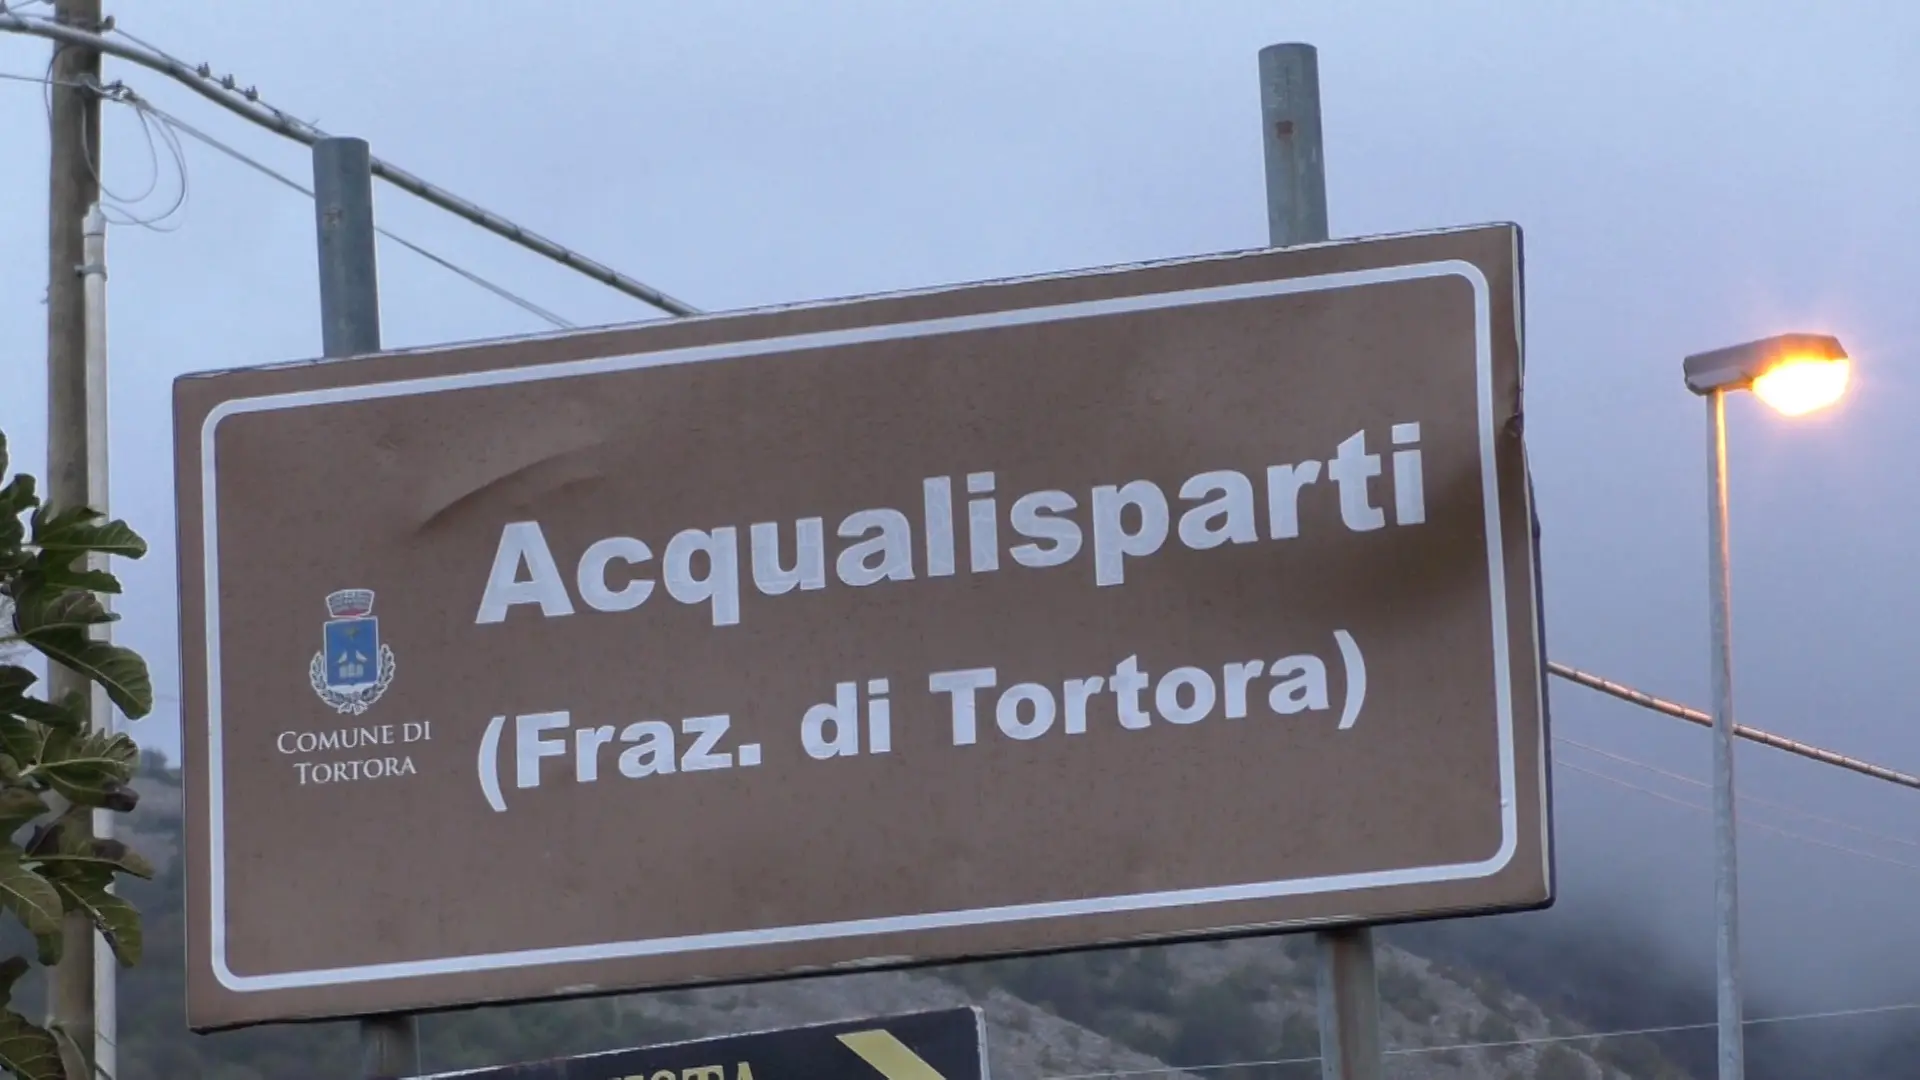 Acqualisparti
(Fraz. di Tortora)
COMUNE DI
TORTORA